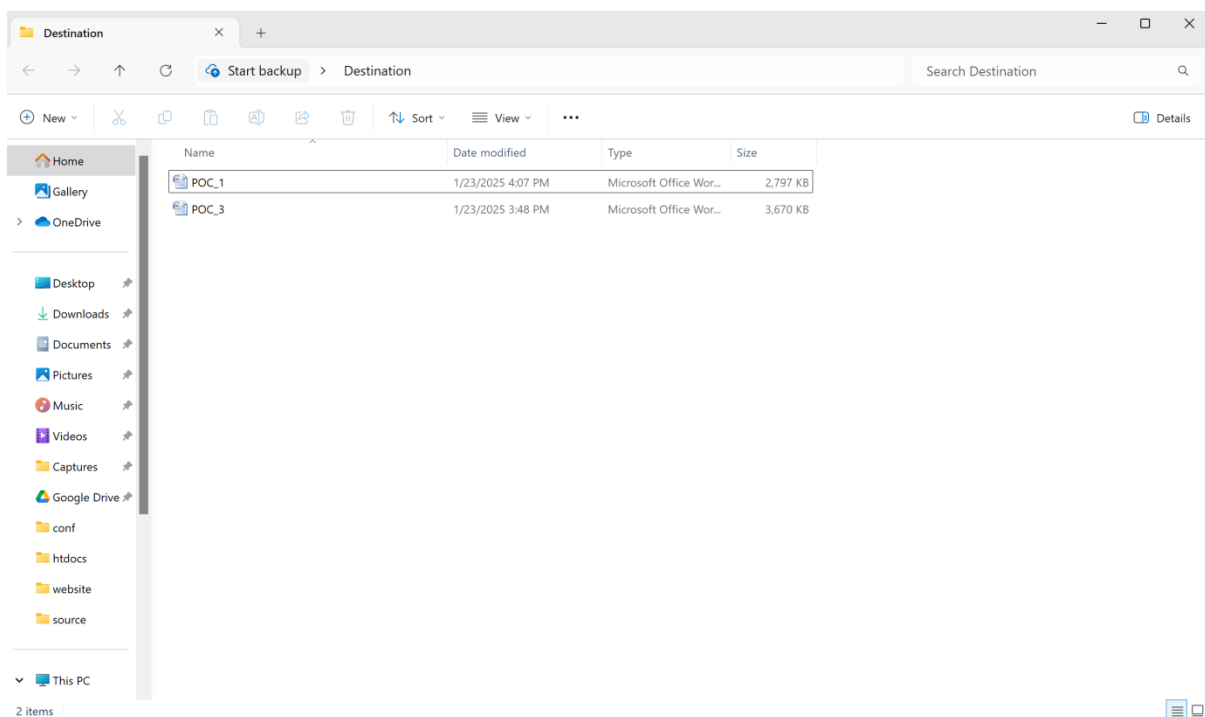 Destination
Start backup > Destination
Search Destination
New
Sort
View
Details
Name Date modified Type Size
Home
Gallery
OneDrive
Desktop
Downloads
Documents
Pictures
Music
Videos
Captures
Google Drive
conf
htdocs
website
source
This PC
POC_1 1/23/2025 4:07 PM Microsoft Office Wor... 2,797 KB
POC_3 1/23/2025 3:48 PM Microsoft Office Wor... 3,670 KB
2 items